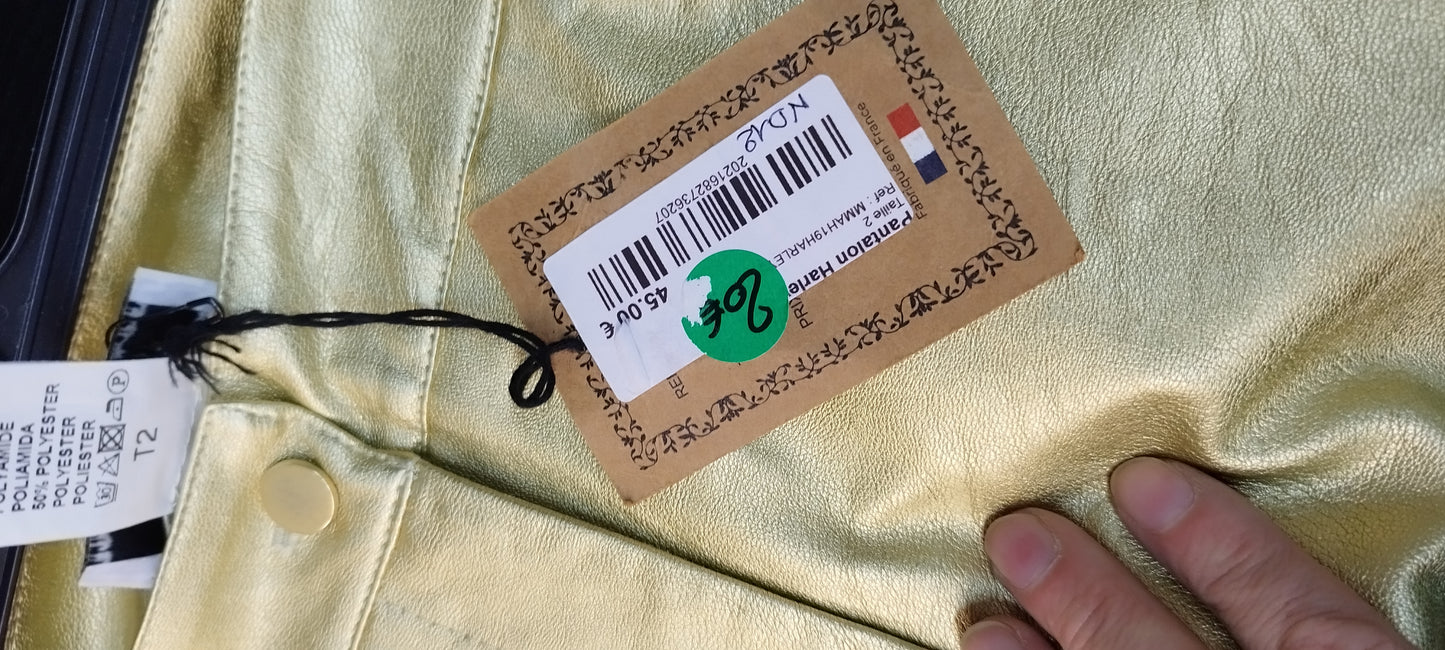 Fabriqué en France
Pantalon Harle
Taille 2
Ref : MMAH19HARLE
2021682736207
45.00 €
20€
POLYAMIDE
POLIAMIDA
50% POLYESTER
POLYESTER
POLIESTER
30
P
T2